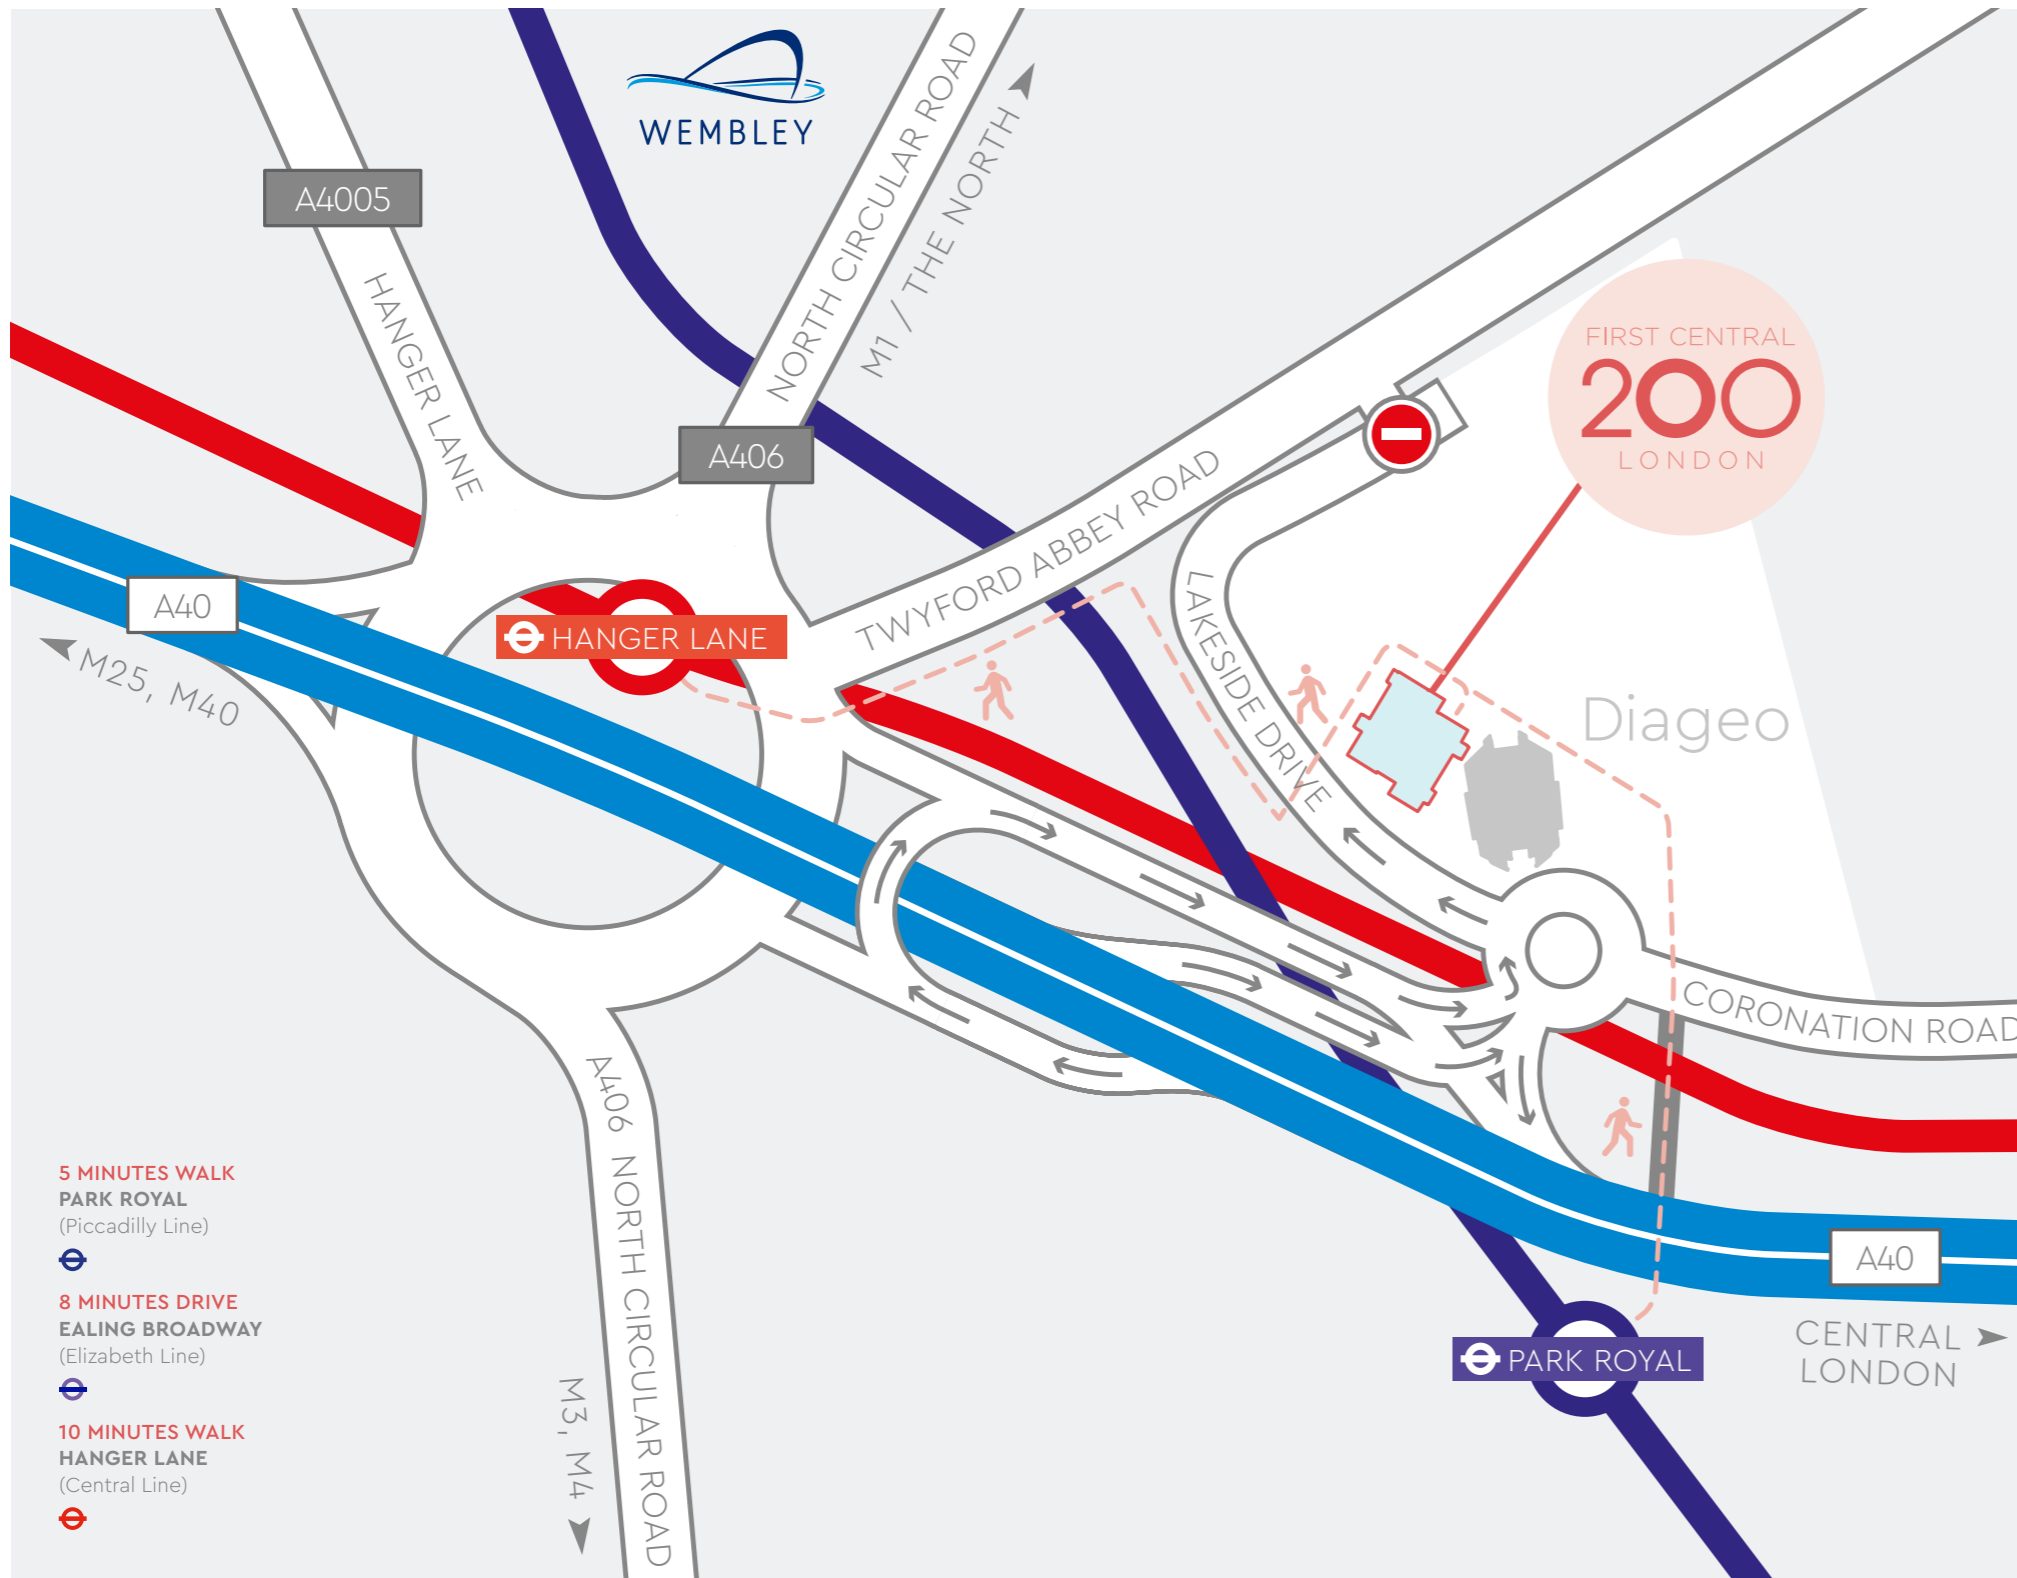 WEMBLEY
NORTH CIRCULAR ROAD
M1 / THE NORTH
A4005
HANGER LANE
A406
FIRST CENTRAL
200
LONDON
TWYFORD ABBEY ROAD
LAKESIDE DRIVE
A40
HANGER LANE
M25, M40
Diageo
CORONATION ROAD
A406 NORTH CIRCULAR ROAD
M3, M4
A40
CENTRAL
LONDON
PARK ROYAL
5 MINUTES WALK
PARK ROYAL
(Piccadilly Line)
8 MINUTES DRIVE
EALING BROADWAY
(Elizabeth Line)
10 MINUTES WALK
HANGER LANE
(Central Line)